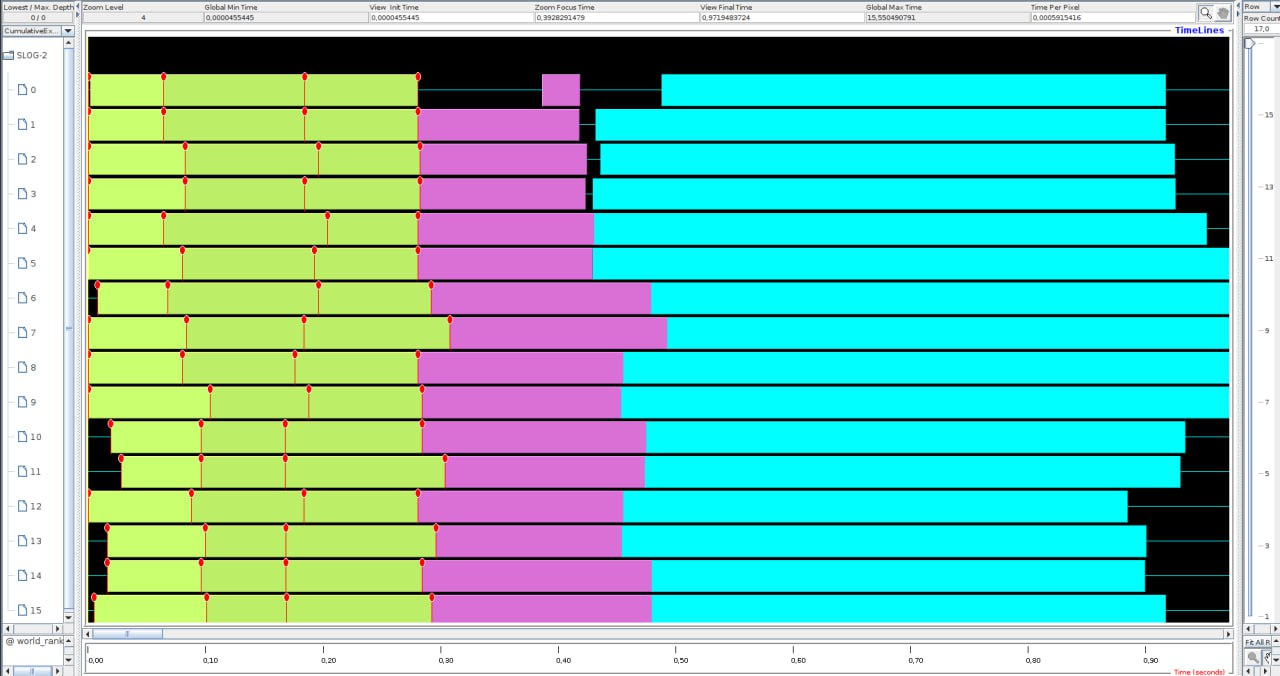 Lowest / Max. Depth Zoom Level Global Min Time View Init Time Zoom Focus Time View Final Time Global Max Time Time Per Pixel Row
0 / 0 4 0,0000455445 0,0000455445 0,3928291479 0,9719483724 15,550490791 0,0005915416 Row Count
CumulativeEx... TimeLines 17,0
SLOG-2
0
1 15
2
3 13
4
5 11
6
7 9
8
9 7
10
11 5
12
13 3
14
15 1
@ world_rank Fit All R
0,00 0,10 0,20 0,30 0,40 0,50 0,60 0,70 0,80 0,90
Time (seconds)